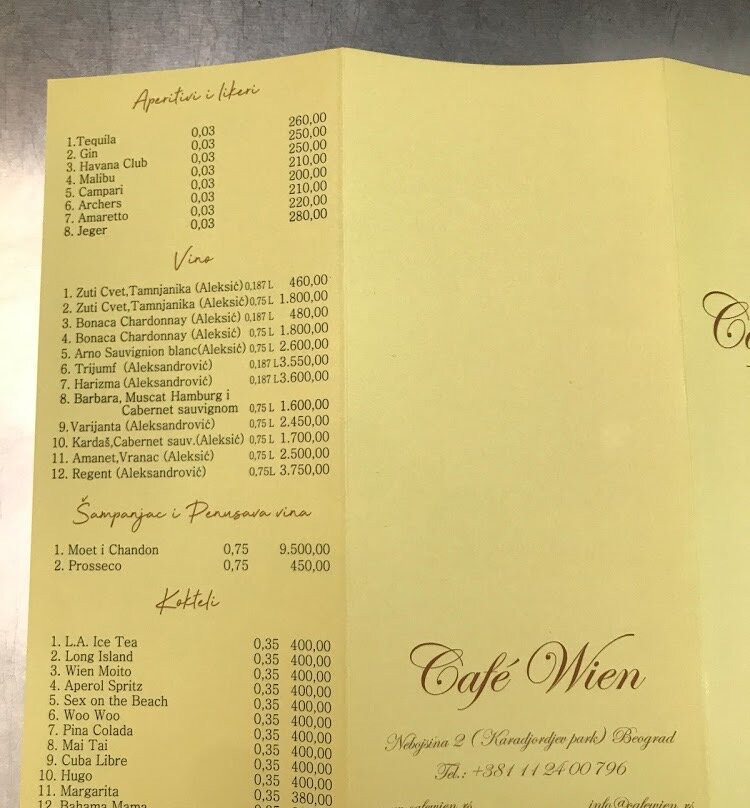 Aperitivi i likeri
1.Tequila 0,03 260,00
2. Gin 0,03 250,00
3. Havana Club 0,03 250,00
4. Malibu 0,03 210,00
5. Campari 0,03 200,00
6. Archers 0,03 210,00
7. Amaretto 0,03 220,00
8. Jeger 0,03 280,00
Vino
1. Zuti Cvet,Tamnjanika (Aleksić) 0,187 L 460,00
2. Zuti Cvet,Tamnjanika (Aleksić) 0,75 L 1.800,00
3. Bonaca Chardonnay (Aleksić) 0,187 L 480,00
4. Bonaca Chardonnay (Aleksić) 0,75 L 1.800,00
5. Arno Sauvignion blanc(Aleksić) 0,75 L 2.600,00
6. Trijumf (Aleksandrović) 0,187 L 3.550,00
7. Harizma (Aleksandrović) 0,187 L 3.600,00
8. Barbara, Muscat Hamburg i
Cabernet sauvignom 0,75 L 1.600,00
9.Varijanta (Aleksandrović) 0,75 L 2.450,00
10. Kardaš,Cabernet sauv.(Aleksić) 0,75 L 1.700,00
11. Amanet,Vranac (Aleksić) 0,75 L 2.500,00
12. Regent (Aleksandrović) 0,75L 3.750,00
Šampanjac i Penusava vina
1. Moet i Chandon 0,75 9.500,00
2. Prosseco 0,75 450,00
Kokteli
1. L.A. Ice Tea 0,35 400,00
2. Long Island 0,35 400,00
3. Wien Moito 0,35 400,00
4. Aperol Spritz 0,35 400,00
5. Sex on the Beach 0,35 400,00
6. Woo Woo 0,35 400,00
7. Pina Colada 0,35 400,00
8. Mai Tai 0,35 400,00
9. Cuba Libre 0,35 400,00
10. Hugo 0,35 400,00
11. Margarita 0,35 380,00
12. Bahama Mama
Café Wien
Nebojsina 2 (Karadjordjev park) Beograd
Tel.: +381 11 24 00 796